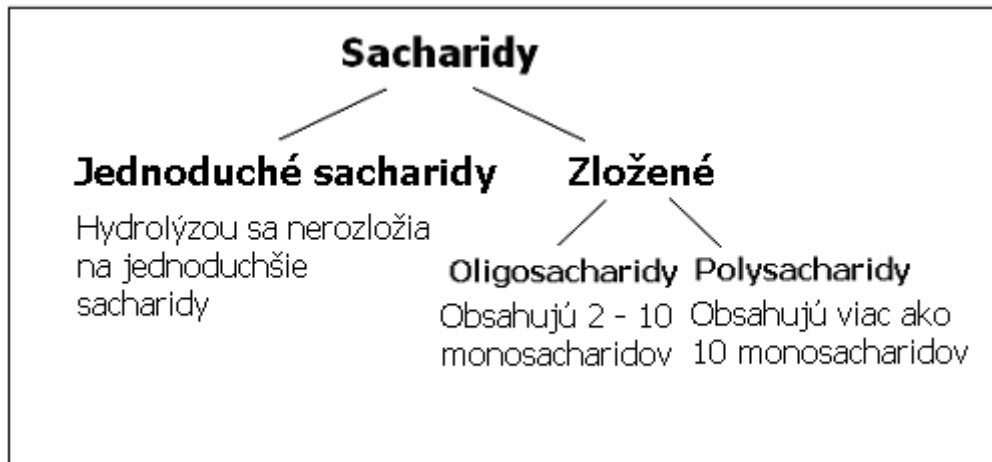 Sacharidy
Jednoduché sacharidy
Hydrolýzou sa nerozložia
na jednoduchšie
sacharidy
Zložené
Oligosacharidy
Obsahujú 2 - 10
monosacharidov
Polysacharidy
Obsahujú viac ako
10 monosacharidov